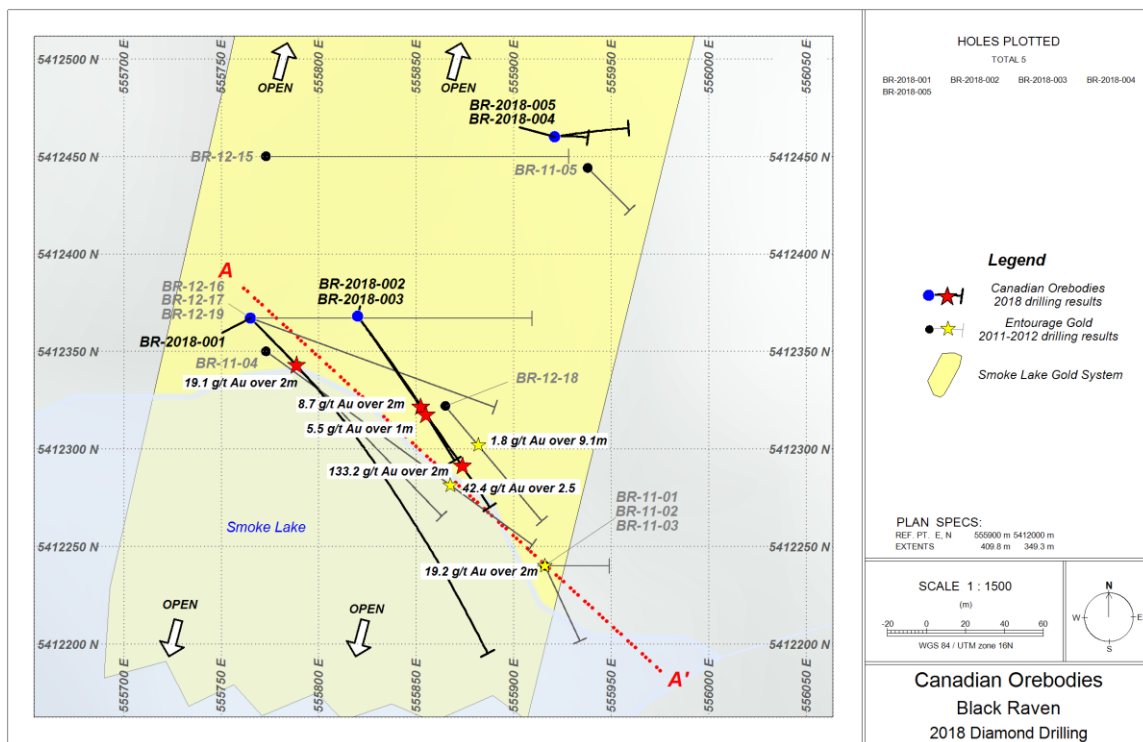 555700 E
555750 E
555800 E
555850 E
555900 E
555950 E
556000 E
556050 E
5412500 N
5412500 N
OPEN
OPEN
BR-2018-005
BR-2018-004
5412450 N
BR-12-15
BR-11-05
5412450 N
5412400 N
5412400 N
A
BR-12-16
BR-12-17
BR-12-19
BR-2018-002
BR-2018-003
BR-2018-001
5412350 N
BR-11-04
5412350 N
19.1 g/t Au over 2m
BR-12-18
8.7 g/t Au over 2m
5.5 g/t Au over 1m
1.8 g/t Au over 9.1m
5412300 N
5412300 N
133.2 g/t Au over 2m
42.4 g/t Au over 2.5
BR-11-01
BR-11-02
BR-11-03
Smoke Lake
5412250 N
5412250 N
19.2 g/t Au over 2m
OPEN
OPEN
5412200 N
5412200 N
A'
555700 E
555750 E
555800 E
555850 E
555900 E
555950 E
556000 E
556050 E
HOLES PLOTTED
TOTAL 5
BR-2018-001 BR-2018-002 BR-2018-003 BR-2018-004
BR-2018-005
Legend
Canadian Orebodies
2018 drilling results
Entourage Gold
2011-2012 drilling results
Smoke Lake Gold System
PLAN SPECS:
REF. PT. E, N 555900 m 5412000 m
EXTENTS 409.8 m 349.3 m
SCALE 1 : 1500
(m)
-20 0 20 40 60
WGS 84 / UTM zone 16N
N
W E
S
Canadian Orebodies
Black Raven
2018 Diamond Drilling